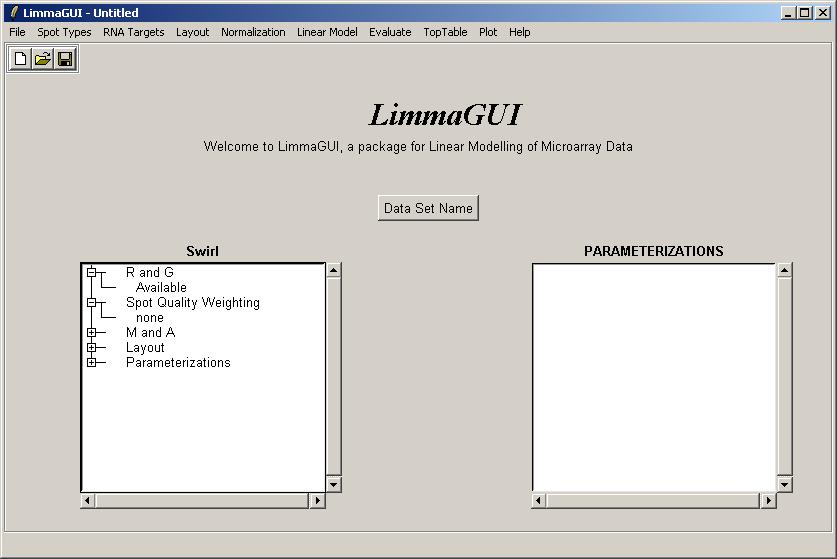 LimmaGUI - Untitled
File Spot Types RNA Targets Layout Normalization Linear Model Evaluate TopTable Plot Help
LimmaGUI
Welcome to LimmaGUI, a package for Linear Modelling of Microarray Data
Data Set Name
Swirl
R and G
Available
Spot Quality Weighting
none
M and A
Layout
Parameterizations
PARAMETERIZATIONS